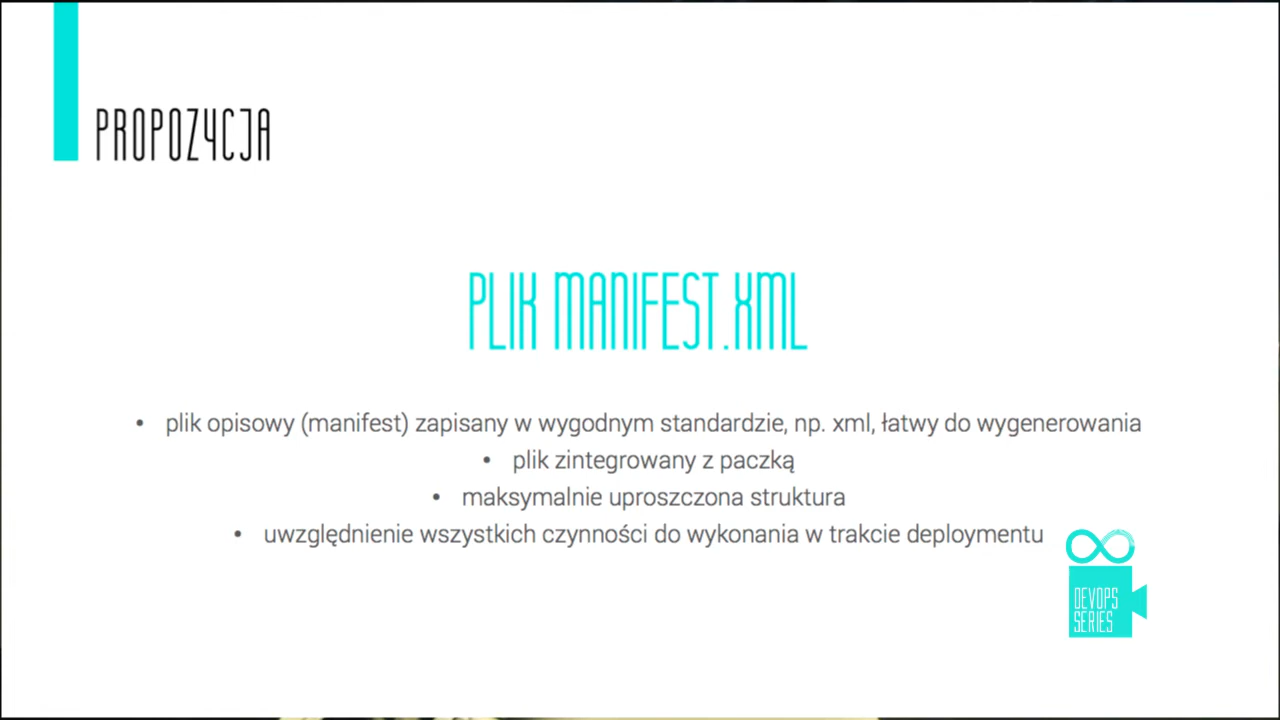 PROPOZYCJA
PLIK MANIFEST.XML
• plik opisowy (manifest) zapisany w wygodnym standardzie, np. xml, łatwy do wygenerowania
• plik zintegrowany z paczką
• maksymalnie uproszczona struktura
• uwzględnienie wszystkich czynności do wykonania w trakcie deploymentu
DEVOPS
SERIES